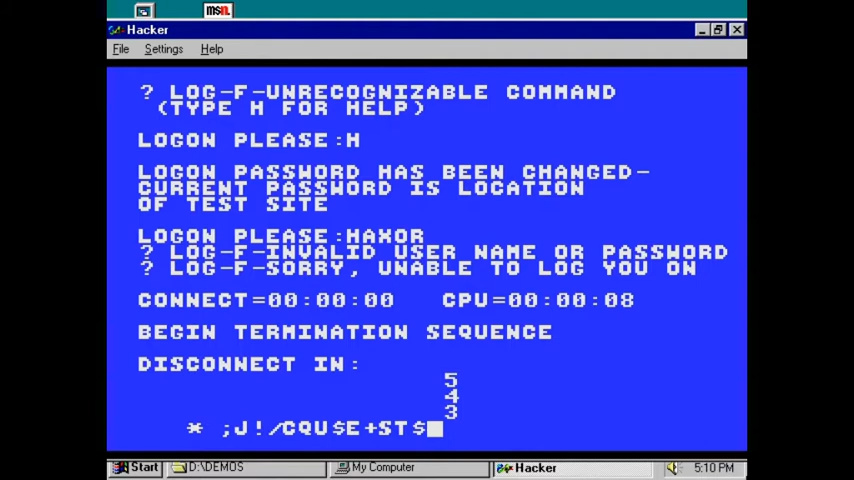 msn
Hacker
File Settings Help
? LOG-F-UNRECOGNIZABLE COMMAND
(TYPE H FOR HELP)
LOGON PLEASE:H
LOGON PASSWORD HAS BEEN CHANGED-
CURRENT PASSWORD IS LOCATION
OF TEST SITE
LOGON PLEASE:HAXOR
? LOG-F-INVALID USER NAME OR PASSWORD
? LOG-F-SORRY, UNABLE TO LOG YOU ON
CONNECT=00:00:00 CPU=00:00:08
BEGIN TERMINATION SEQUENCE
DISCONNECT IN:
5
4
3
* ;J!/CQU$E+ST$
Start D:\DEMOS My Computer Hacker 5:10 PM